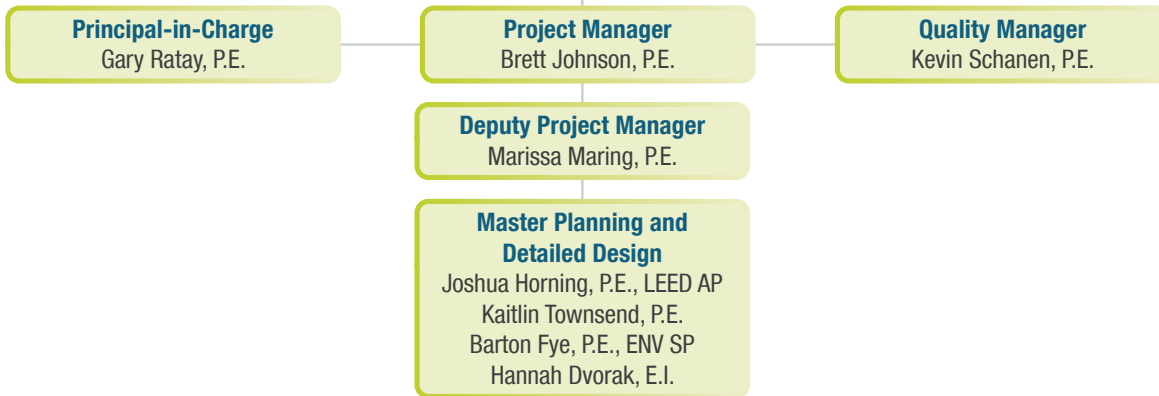 Principal-in-Charge
Gary Ratay, P.E.
Project Manager
Brett Johnson, P.E.
Quality Manager
Kevin Schanen, P.E.
Deputy Project Manager
Marissa Maring, P.E.
Master Planning and
Detailed Design
Joshua Horning, P.E., LEED AP
Kaitlin Townsend, P.E.
Barton Fye, P.E., ENV SP
Hannah Dvorak, E.I.